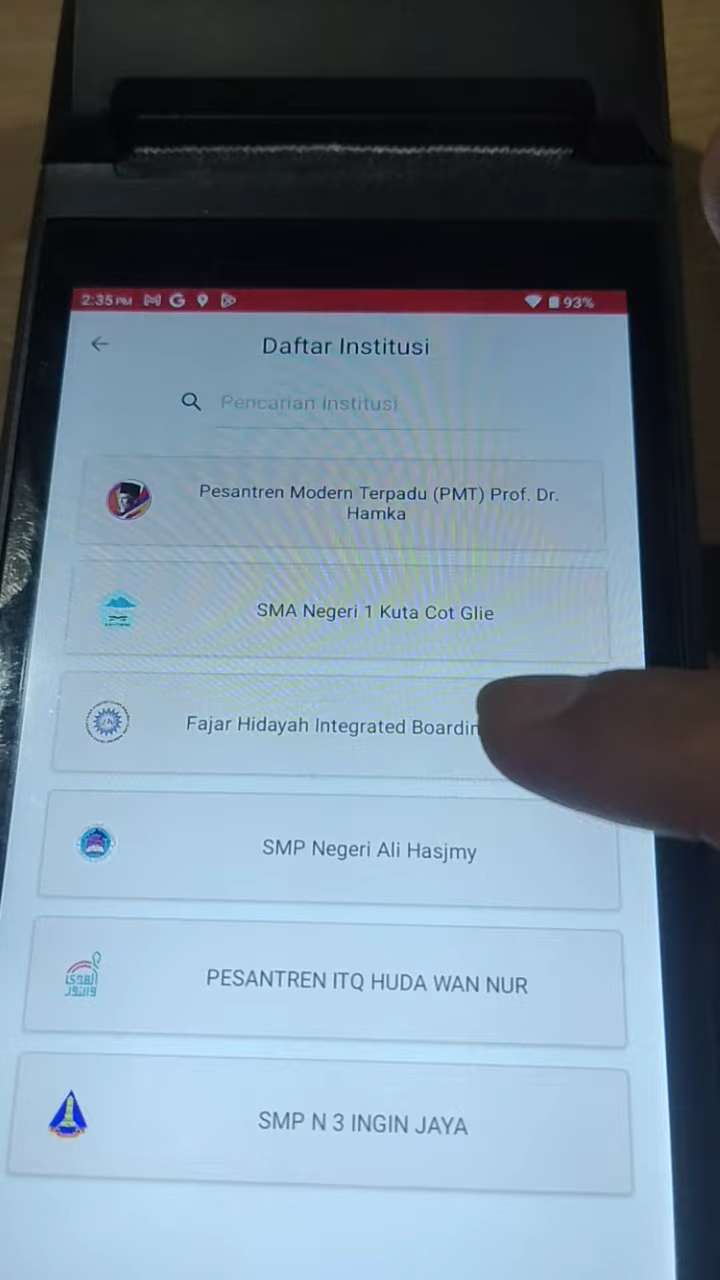 2:35 PM
93%
Daftar Institusi
Pencarian Institusi
Pesantren Modern Terpadu (PMT) Prof. Dr.
Hamka
SMA Negeri 1 Kuta Cot Glie
Fajar Hidayah Integrated
SMP Negeri Ali Hasjmy
PESANTREN ITQ HUDA WAN NUR
SMP N 3 INGIN JAYA